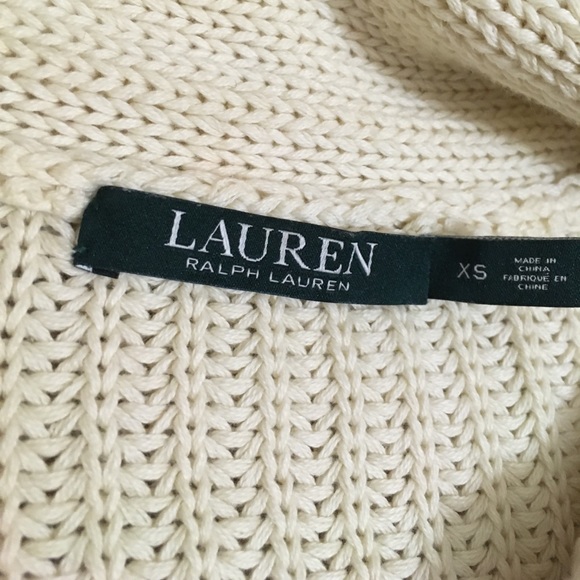 LAUREN
RALPH LAUREN
XS
MADE IN
CHINA
FABRIQUÉ EN
CHINE